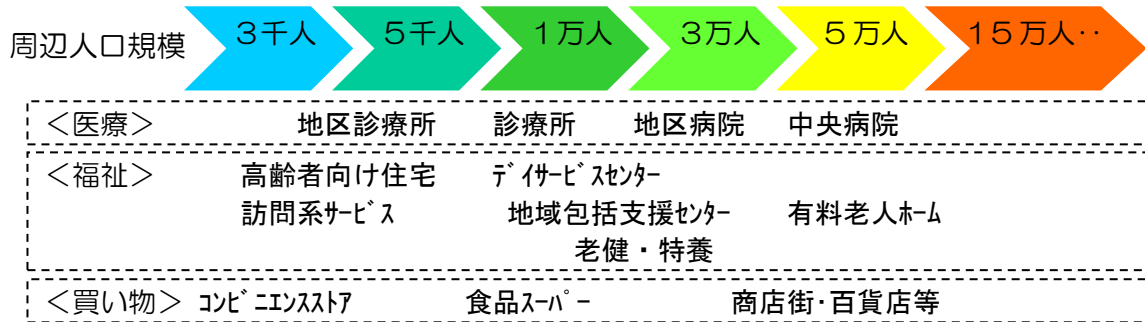 周辺人口規模 3千人 5千人 1万人 3万人 5万人 15万人‥
<医療> 地区診療所 診療所 地区病院 中央病院
<福祉> 高齢者向け住宅 ﾃﾞｲｻｰﾋﾞｽｾﾝﾀｰ
訪問系ｻｰﾋﾞｽ 地域包括支援ｾﾝﾀｰ 有料老人ﾎｰﾑ
老健・特養
<買い物> ｺﾝﾋﾞﾆｴﾝｽｽﾄｱ 食品ｽｰﾊﾟｰ 商店街･百貨店等